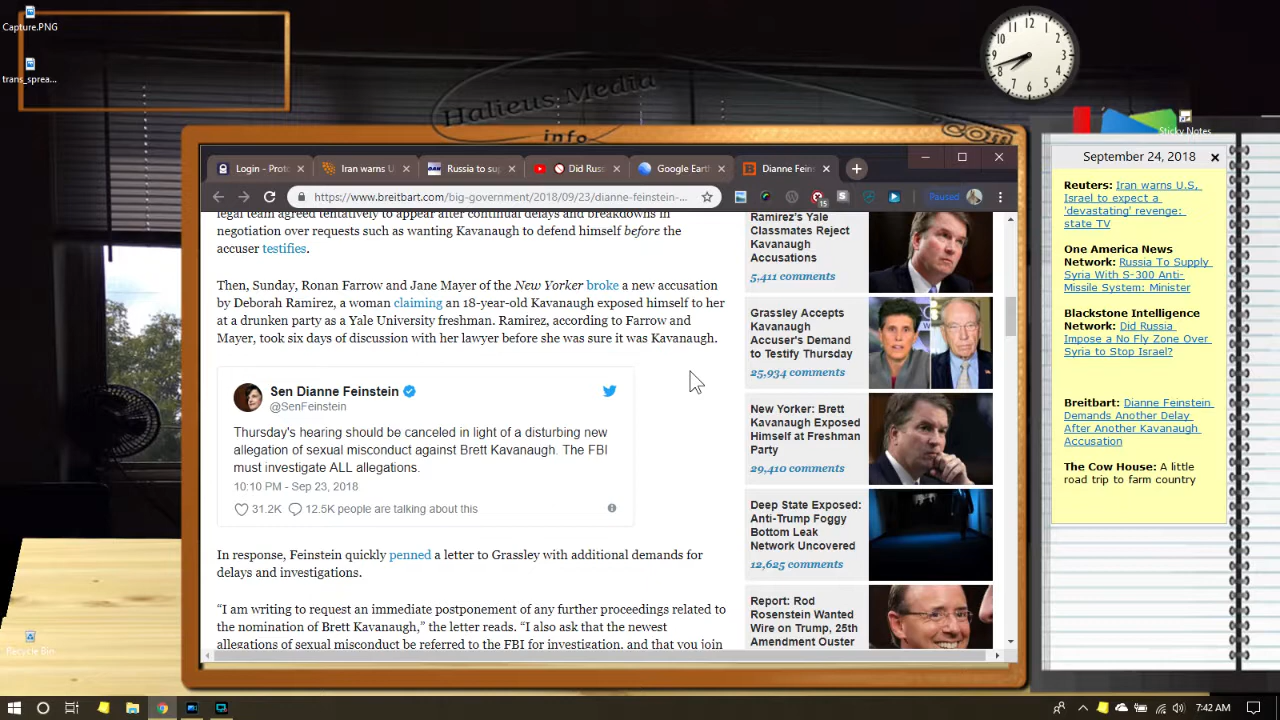 Capture.PNG
trans_sprea...
Recycle Bin
Halieus Media
info
.com
12
1
2
3
6
8
9
10
11
Sticky Notes
Login - Proto
Iran warns U
Russia to sup
Did Russ
Google Earth
Dianne Fein
https://www.breitbart.com/big-government/2018/09/23/dianne-feinstein-...
15
Paused
legal team agreed tentatively to appear after continual delays and breakdowns in
negotiation over requests such as wanting Kavanaugh to defend himself before the
accuser testifies.
Then, Sunday, Ronan Farrow and Jane Mayer of the New Yorker broke a new accusation
by Deborah Ramirez, a woman claiming an 18-year-old Kavanaugh exposed himself to her
at a drunken party as a Yale University freshman. Ramirez, according to Farrow and
Mayer, took six days of discussion with her lawyer before she was sure it was Kavanaugh.
Sen Dianne Feinstein
@SenFeinstein
Thursday's hearing should be canceled in light of a disturbing new
allegation of sexual misconduct against Brett Kavanaugh. The FBI
must investigate ALL allegations.
10:10 PM - Sep 23, 2018
31.2K 12.5K people are talking about this
In response, Feinstein quickly penned a letter to Grassley with additional demands for
delays and investigations.
“I am writing to request an immediate postponement of any further proceedings related to
the nomination of Brett Kavanaugh,” the letter reads. “I also ask that the newest
allegations of sexual misconduct be referred to the FBI for investigation, and that you join
Ramirez's Yale
Classmates Reject
Kavanaugh
Accusations
5,411 comments
Grassley Accepts
Kavanaugh
Accuser's Demand
to Testify Thursday
25,934 comments
New Yorker: Brett
Kavanaugh Exposed
Himself at Freshman
Party
29,410 comments
Deep State Exposed:
Anti-Trump Foggy
Bottom Leak
Network Uncovered
12,625 comments
Report: Rod
Rosenstein Wanted
Wire on Trump, 25th
Amendment Ouster
September 24, 2018
Reuters: Iran warns U.S,
Israel to expect a
'devastating' revenge:
state TV
One America News
Network: Russia To Supply
Syria With S-300 Anti-
Missile System: Minister
Blackstone Intelligence
Network: Did Russia
Impose a No Fly Zone Over
Syria to Stop Israel?
Breitbart: Dianne Feinstein
Demands Another Delay
After Another Kavanaugh
Accusation
The Cow House: A little
road trip to farm country
7:42 AM